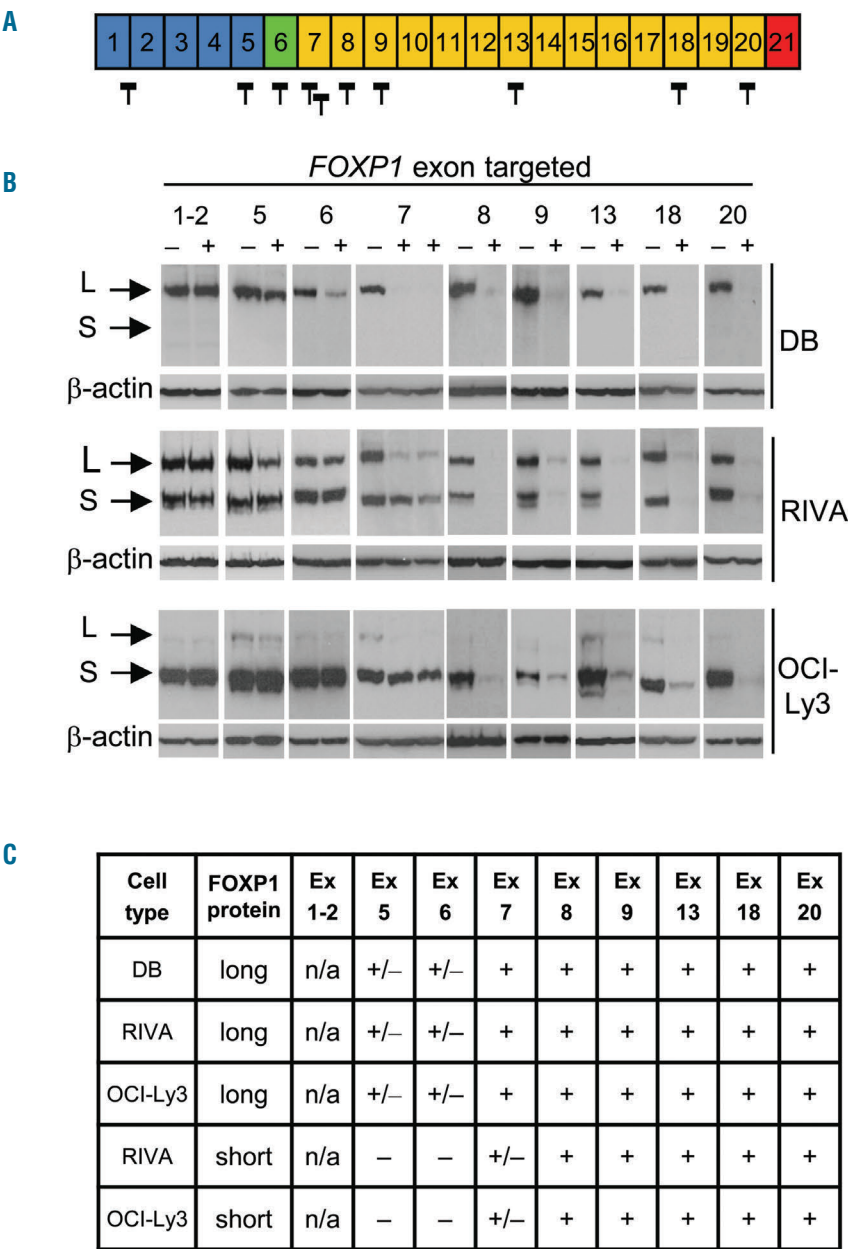 A
1 2 3 4 5 6 7 8 9 10 11 12 13 14 15 16 17 18 19 20 21
B
FOXP1 exon targeted
1-2 5 6 7 8 9 13 18 20
– + – + – + – + + – + – + – + – + – +
L
S
DB
β-actin
L
S
RIVA
β-actin
L
S
OCI-
Ly3
β-actin
C
Cell type FOXP1 protein Ex 1-2 Ex 5 Ex 6 Ex 7 Ex 8 Ex 9 Ex 13 Ex 18 Ex 20
DB long n/a +/– +/– + + + + + +
RIVA long n/a +/– +/– + + + + + +
OCI-Ly3 long n/a +/– +/– + + + + + +
RIVA short n/a – – +/– + + + + +
OCI-Ly3 short n/a – – +/– + + + + +